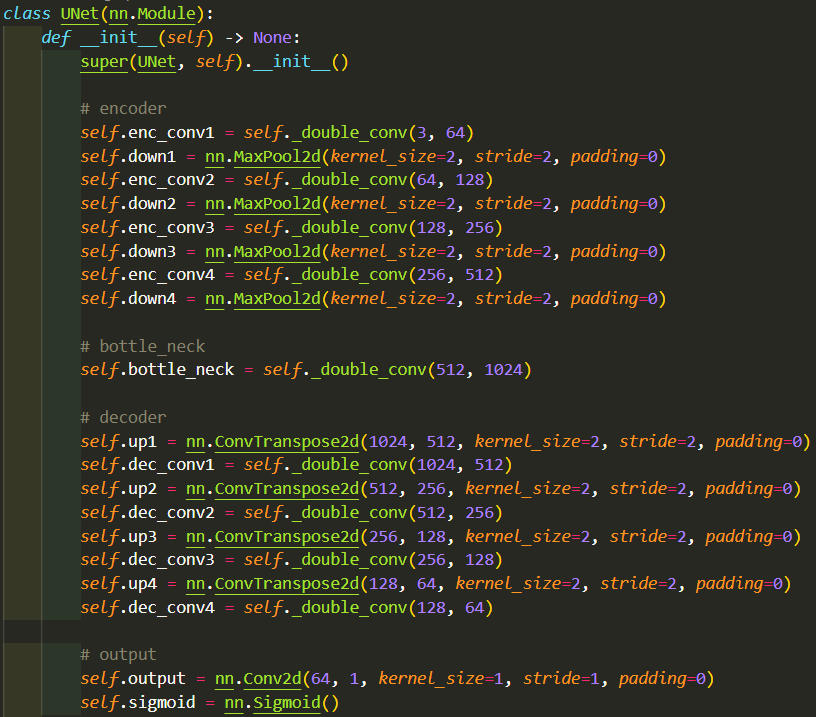 class UNet(nn.Module):
def __init__(self) -> None:
super(UNet, self).__init__()
# encoder
self.enc_conv1 = self._double_conv(3, 64)
self.down1 = nn.MaxPool2d(kernel_size=2, stride=2, padding=0)
self.enc_conv2 = self._double_conv(64, 128)
self.down2 = nn.MaxPool2d(kernel_size=2, stride=2, padding=0)
self.enc_conv3 = self._double_conv(128, 256)
self.down3 = nn.MaxPool2d(kernel_size=2, stride=2, padding=0)
self.enc_conv4 = self._double_conv(256, 512)
self.down4 = nn.MaxPool2d(kernel_size=2, stride=2, padding=0)
# bottle_neck
self.bottle_neck = self._double_conv(512, 1024)
# decoder
self.up1 = nn.ConvTranspose2d(1024, 512, kernel_size=2, stride=2, padding=0)
self.dec_conv1 = self._double_conv(1024, 512)
self.up2 = nn.ConvTranspose2d(512, 256, kernel_size=2, stride=2, padding=0)
self.dec_conv2 = self._double_conv(512, 256)
self.up3 = nn.ConvTranspose2d(256, 128, kernel_size=2, stride=2, padding=0)
self.dec_conv3 = self._double_conv(256, 128)
self.up4 = nn.ConvTranspose2d(128, 64, kernel_size=2, stride=2, padding=0)
self.dec_conv4 = self._double_conv(128, 64)
# output
self.output = nn.Conv2d(64, 1, kernel_size=1, stride=1, padding=0)
self.sigmoid = nn.Sigmoid()